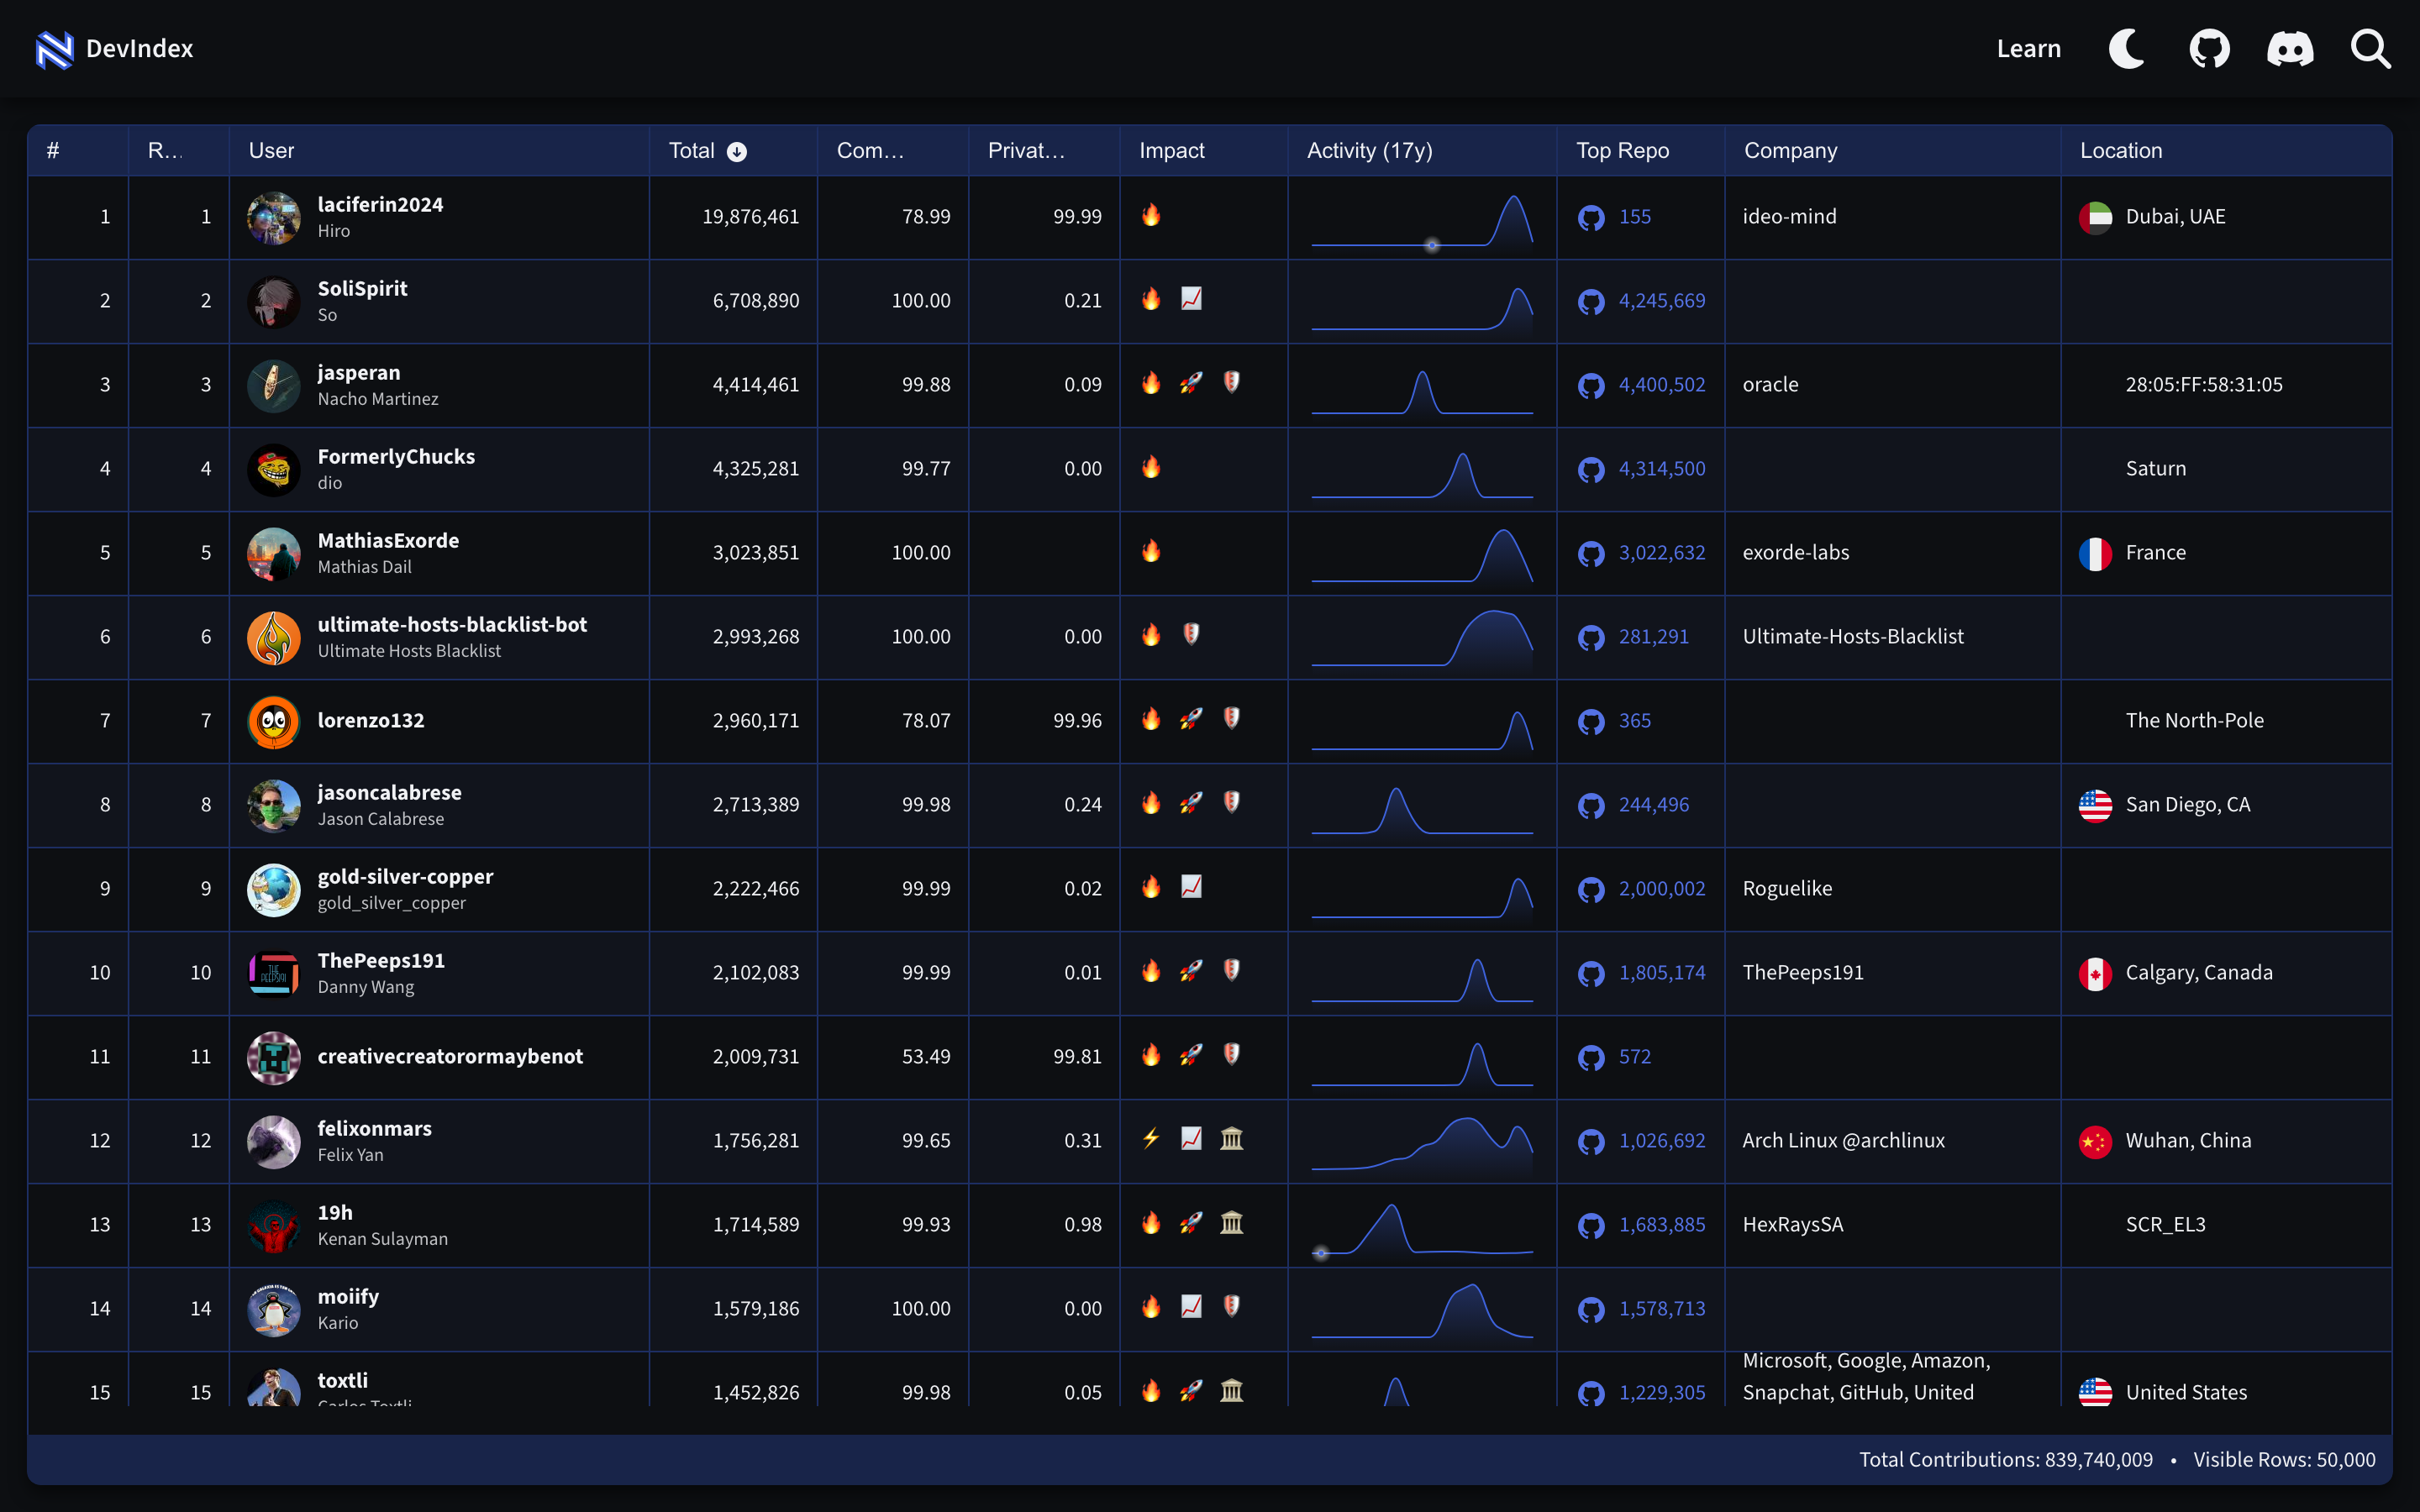 DevIndex
Learn
# R... User Total Com... Privat... Impact Activity (17y) Top Repo Company Location
1 1 laciferin2024 19,876,461 78.99 99.99 155 ideo-mind Dubai, UAE
Hiro
2 2 SoliSpirit 6,708,890 100.00 0.21 4,245,669
So
3 3 jasperan 4,414,461 99.88 0.09 4,400,502 oracle 28:05:FF:58:31:05
Nacho Martinez
4 4 FormerlyChucks 4,325,281 99.77 0.00 4,314,500 Saturn
dio
5 5 MathiasExorde 3,023,851 100.00 3,022,632 exorde-labs France
Mathias Dail
6 6 ultimate-hosts-blacklist-bot 2,993,268 100.00 0.00 281,291 Ultimate-Hosts-Blacklist
Ultimate Hosts Blacklist
7 7 lorenzo132 2,960,171 78.07 99.96 365 The North-Pole
8 8 jasoncalabrese 2,713,389 99.98 0.24 244,496 San Diego, CA
Jason Calabrese
9 9 gold-silver-copper 2,222,466 99.99 0.02 2,000,002 Roguelike
gold_silver_copper
10 10 ThePeeps191 2,102,083 99.99 0.01 1,805,174 ThePeeps191 Calgary, Canada
Danny Wang
11 11 creativecreatorormaybenot 2,009,731 53.49 99.81 572
12 12 felixonmars 1,756,281 99.65 0.31 1,026,692 Arch Linux @archlinux Wuhan, China
Felix Yan
13 13 19h 1,714,589 99.93 0.98 1,683,885 HexRaysSA SCR_EL3
Kenan Sulayman
14 14 moiify 1,579,186 100.00 0.00 1,578,713
Kario
Microsoft, Google, Amazon,
15 15 toxtli 1,452,826 99.98 0.05 1,229,305 Snapchat, GitHub, United United States
Carlos Toxtli
Total Contributions: 839,740,009 • Visible Rows: 50,000